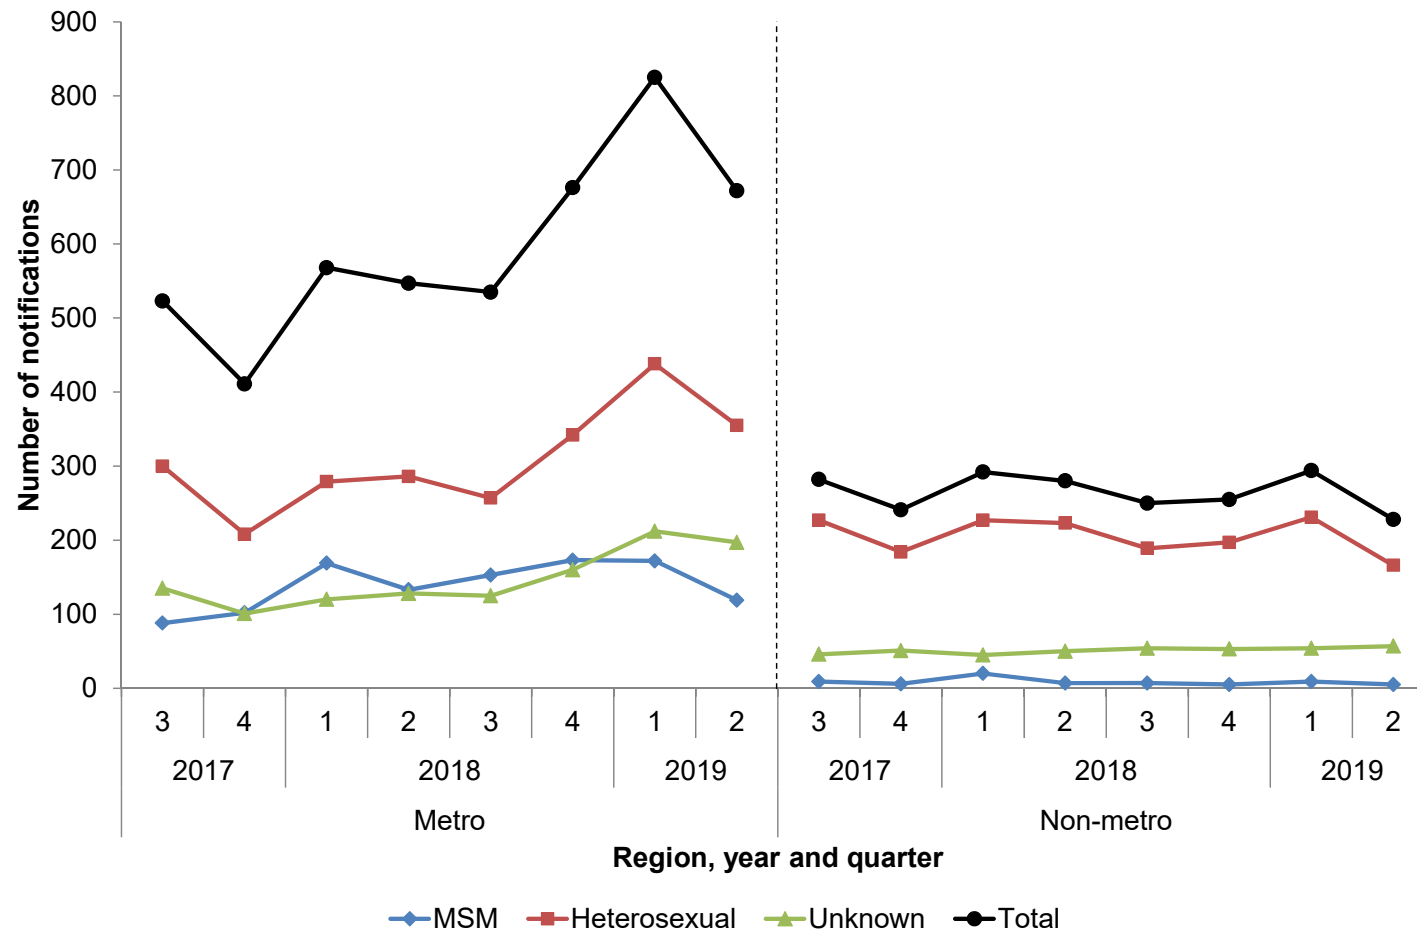 900
800
700
600
500
400
300
200
100
0
Number of notifications
3 4 1 2 3 4 1 2 3 4 1 2 3 4 1 2
2017 2018 2019 2017 2018 2019
Metro Non-metro
Region, year and quarter
MSM Heterosexual Unknown Total